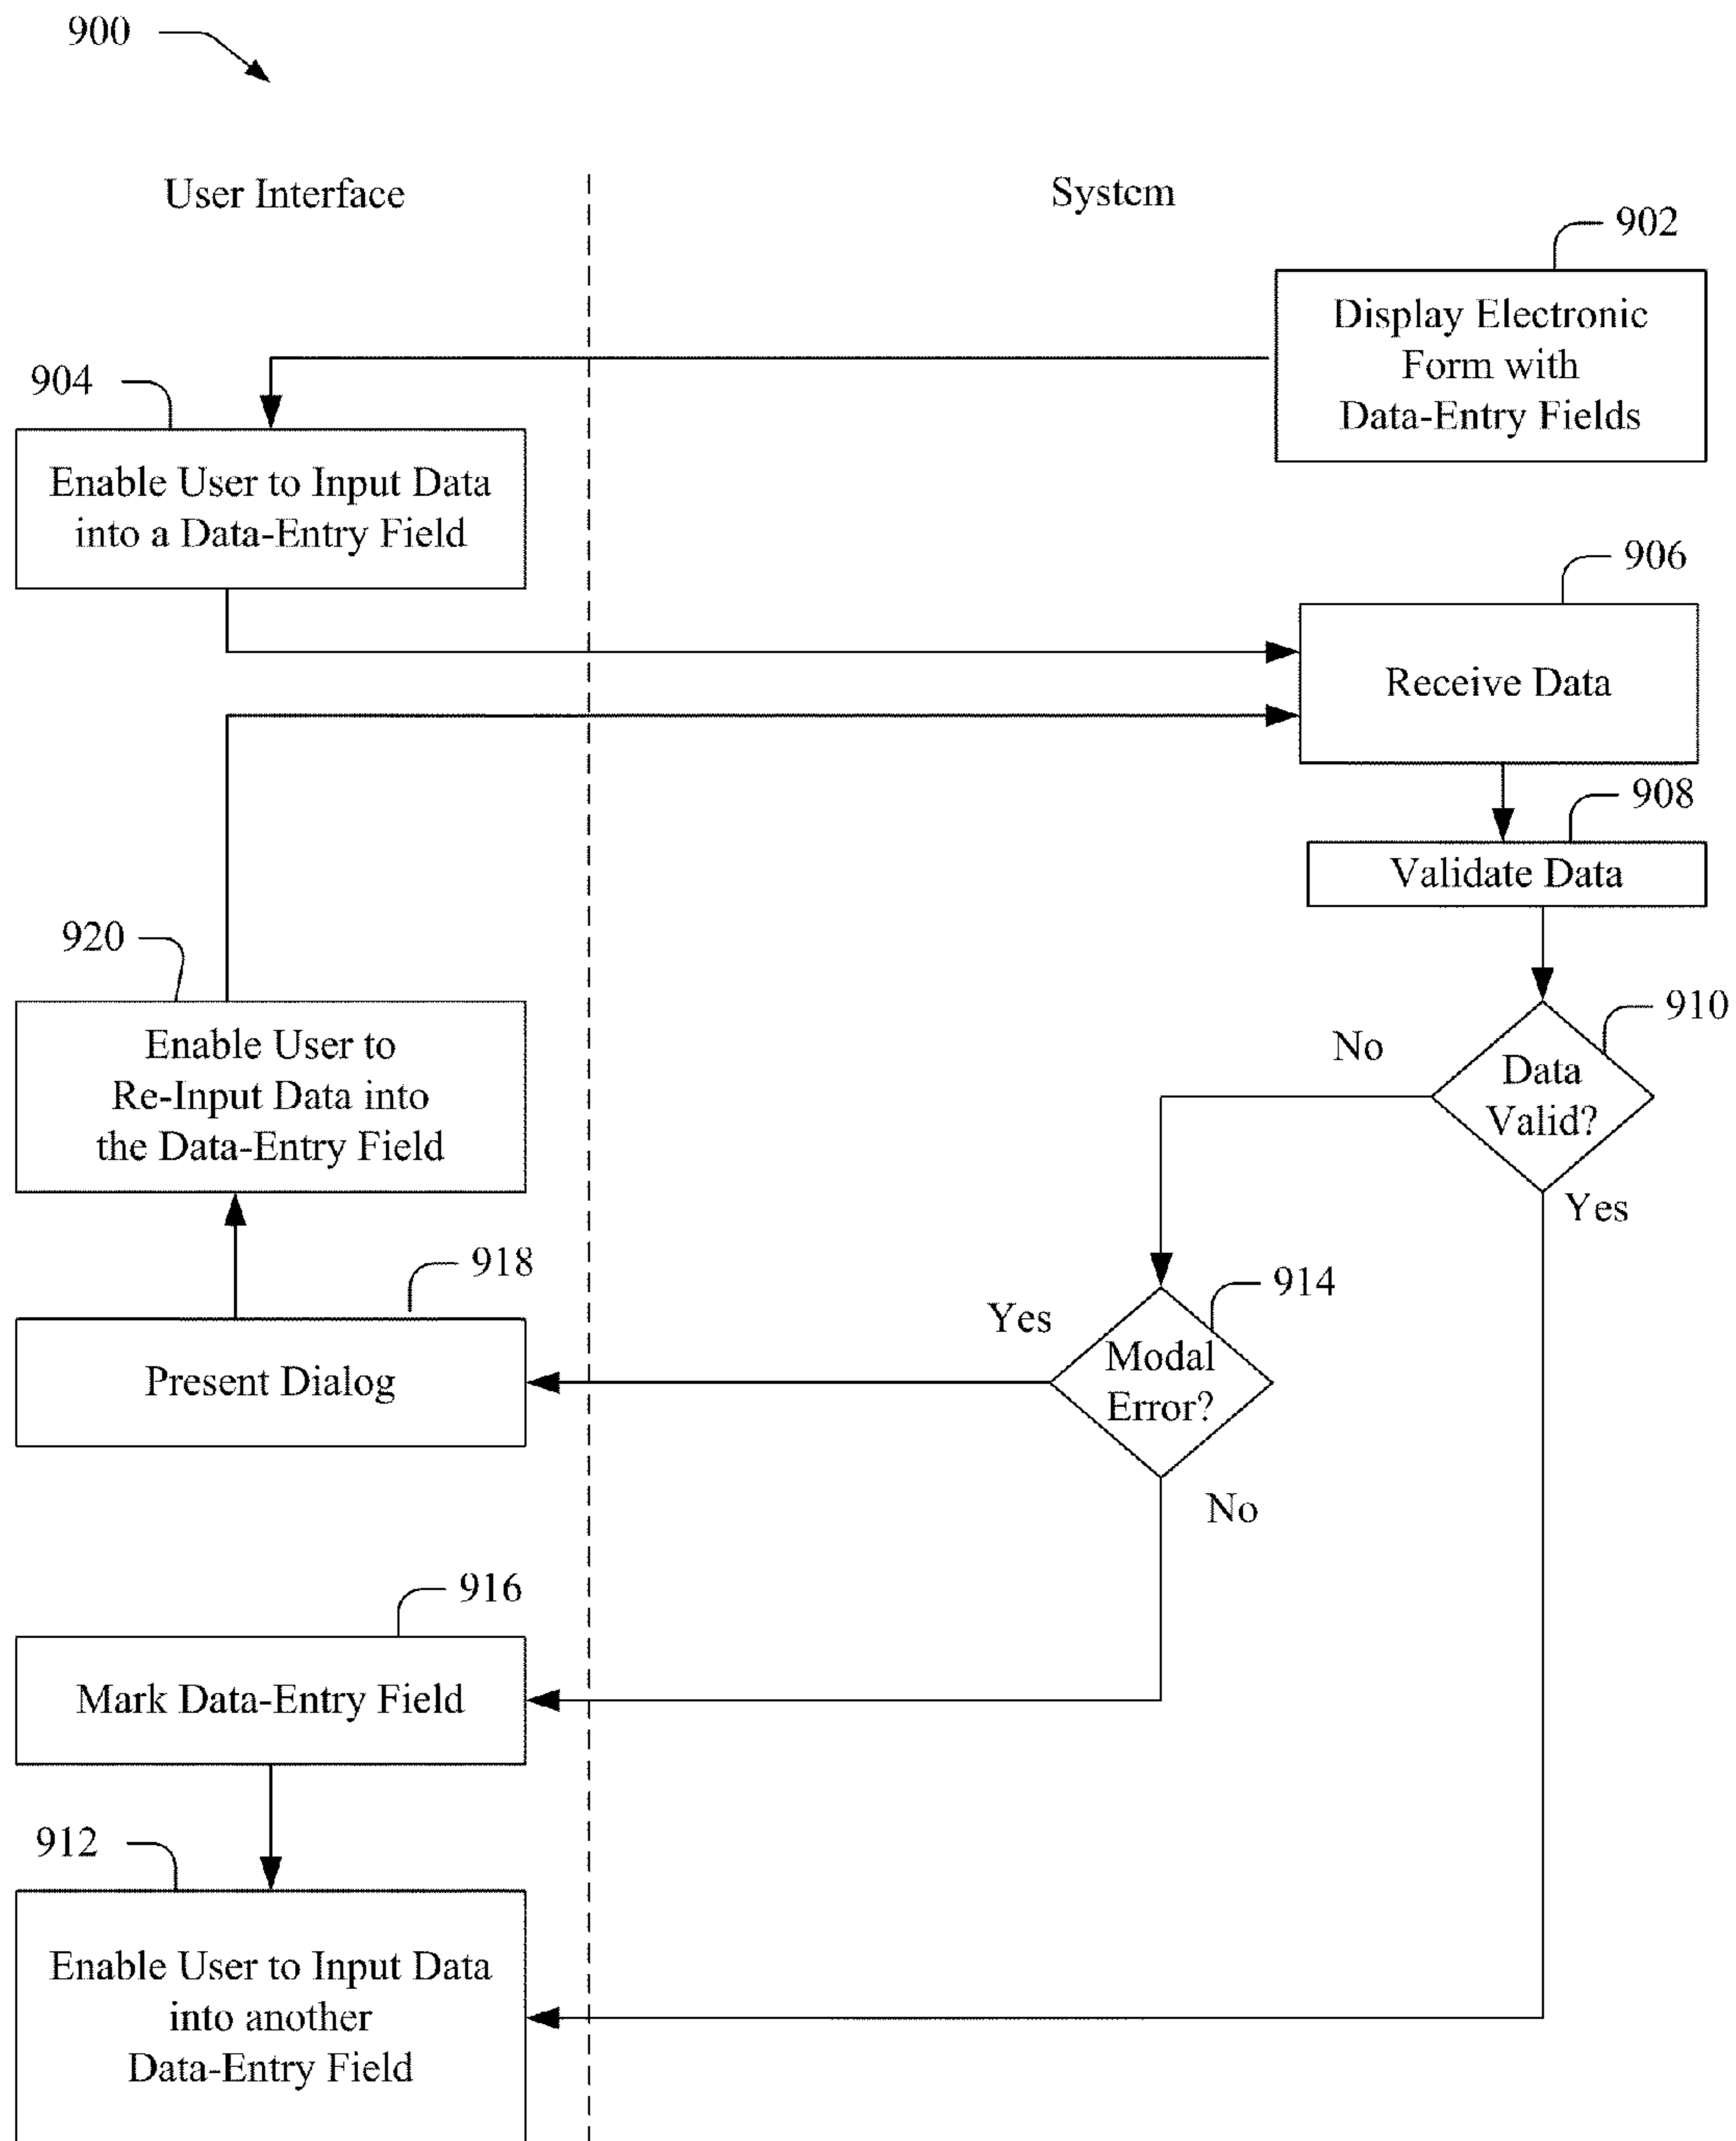 900
User Interface
System
902
Display Electronic
Form with
Data-Entry Fields
904
Enable User to Input Data
into a Data-Entry Field
906
Receive Data
908
Validate Data
920
Enable User to
Re-Input Data into
the Data-Entry Field
910
No
Data
Valid?
Yes
918
Present Dialog
914
Yes
Modal
Error?
No
916
Mark Data-Entry Field
912
Enable User to Input Data
into another
Data-Entry Field